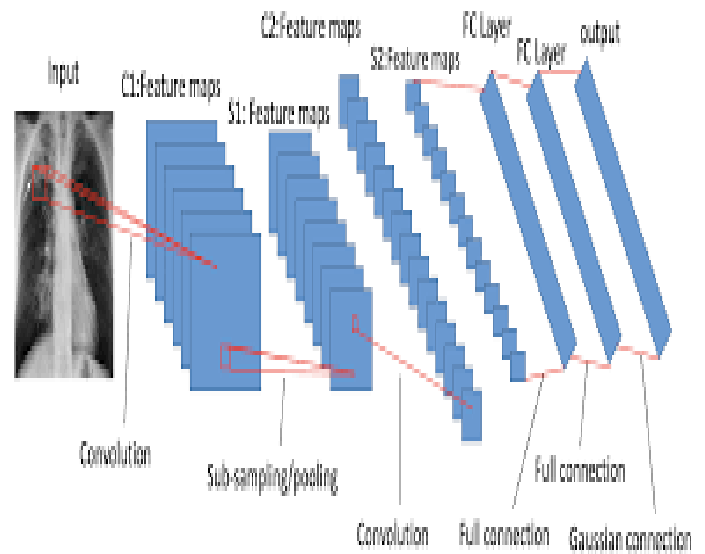 Input
C1:Feature maps
S1: Feature maps
C2:Feature maps
S2:Feature maps
FC Layer
FC Layer
output
Convolution
Sub-sampling/pooling
Convolution
Full connection
Full connection
Gaussian connection